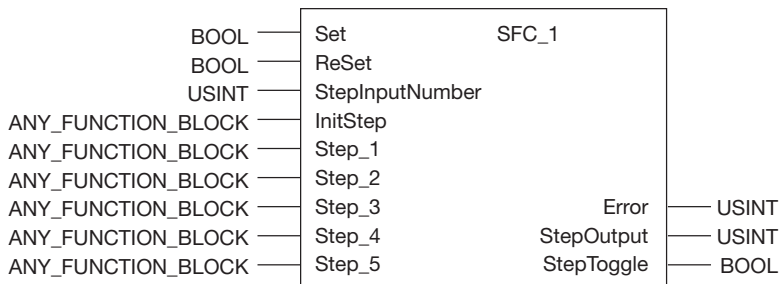 BOOL Set SFC_1
BOOL ReSet
USINT StepInputNumber
ANY_FUNCTION_BLOCK InitStep
ANY_FUNCTION_BLOCK Step_1
ANY_FUNCTION_BLOCK Step_2
ANY_FUNCTION_BLOCK Step_3 Error USINT
ANY_FUNCTION_BLOCK Step_4 StepOutput USINT
ANY_FUNCTION_BLOCK Step_5 StepToggle BOOL